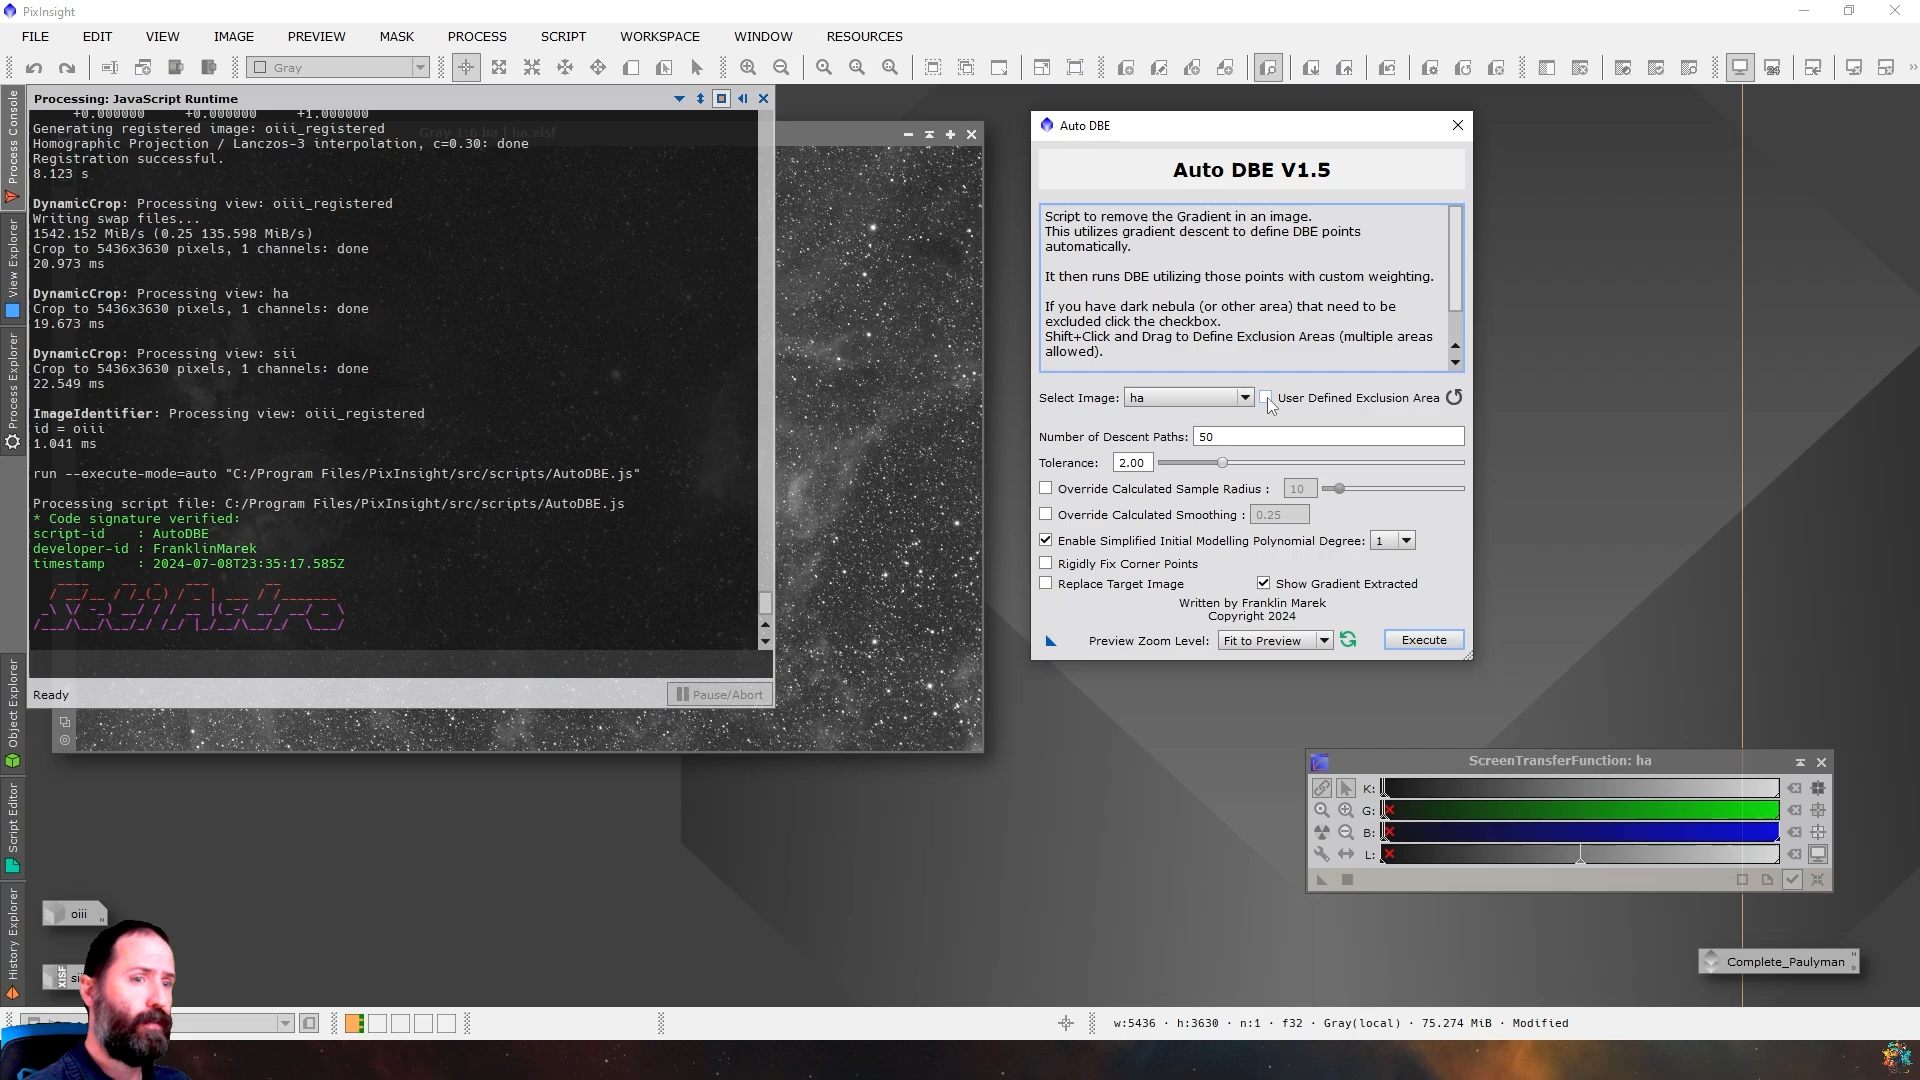 PixInsight
FILE EDIT VIEW IMAGE PREVIEW MASK PROCESS SCRIPT WORKSPACE WINDOW RESOURCES
Gray
Processing: JavaScript Runtime
+0.000000 +0.000000 +1.000000
Generating registered image: oiii_registered
Gray 1:6 ha | ha.xisf
Homographic Projection / Lanczos-3 interpolation, c=0.30: done
Registration successful.
8.123 s
DynamicCrop: Processing view: oiii_registered
Writing swap files...
1542.152 MiB/s (0.25 135.598 MiB/s)
Crop to 5436x3630 pixels, 1 channels: done
20.973 ms
DynamicCrop: Processing view: ha
Crop to 5436x3630 pixels, 1 channels: done
19.673 ms
DynamicCrop: Processing view: sii
Crop to 5436x3630 pixels, 1 channels: done
22.549 ms
ImageIdentifier: Processing view: oiii_registered
id = oiii
1.041 ms
run --execute-mode=auto "C:/Program Files/PixInsight/src/scripts/AutoDBE.js"
Processing script file: C:/Program Files/PixInsight/src/scripts/AutoDBE.js
* Code signature verified:
script-id : AutoDBE
developer-id : FranklinMarek
timestamp : 2024-07-08T23:35:17.585Z
Ready
Pause/Abort
Process Console
View Explorer
Process Explorer
Object Explorer
Script Editor
History Explorer
Auto DBE
Auto DBE V1.5
Script to remove the Gradient in an image.
This utilizes gradient descent to define DBE points
automatically.
It then runs DBE utilizing those points with custom weighting.
If you have dark nebula (or other area) that need to be
excluded click the checkbox.
Shift+Click and Drag to Define Exclusion Areas (multiple areas
allowed).
Select Image: ha User Defined Exclusion Area
Number of Descent Paths: 50
Tolerance: 2.00
Override Calculated Sample Radius : 10
Override Calculated Smoothing : 0.25
Enable Simplified Initial Modelling Polynomial Degree: 1
Rigidly Fix Corner Points
Replace Target Image Show Gradient Extracted
Written by Franklin Marek
Copyright 2024
Preview Zoom Level: Fit to Preview Execute
ScreenTransferFunction: ha
K:
G:
B:
L:
oiii
XISF
Complete_Paulyman
w:5436 · h:3630 · n:1 · f32 · Gray(local) · 75.274 MiB · Modified